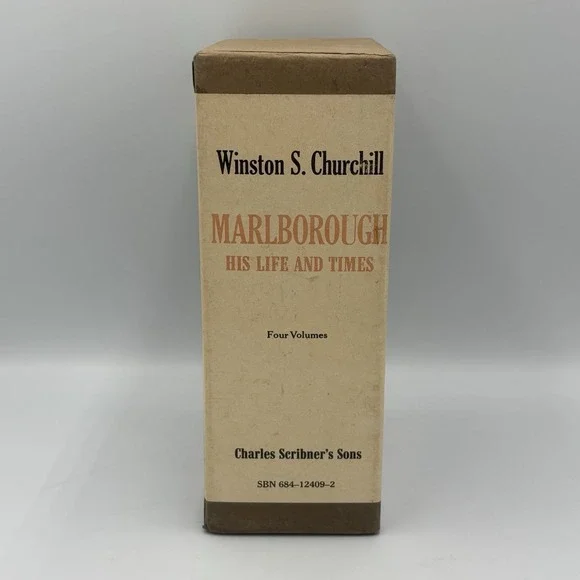 Winston S. Churchill
MARLBOROUGH
HIS LIFE AND TIMES
Four Volumes
Charles Scribner's Sons
SBN 684-12409-2